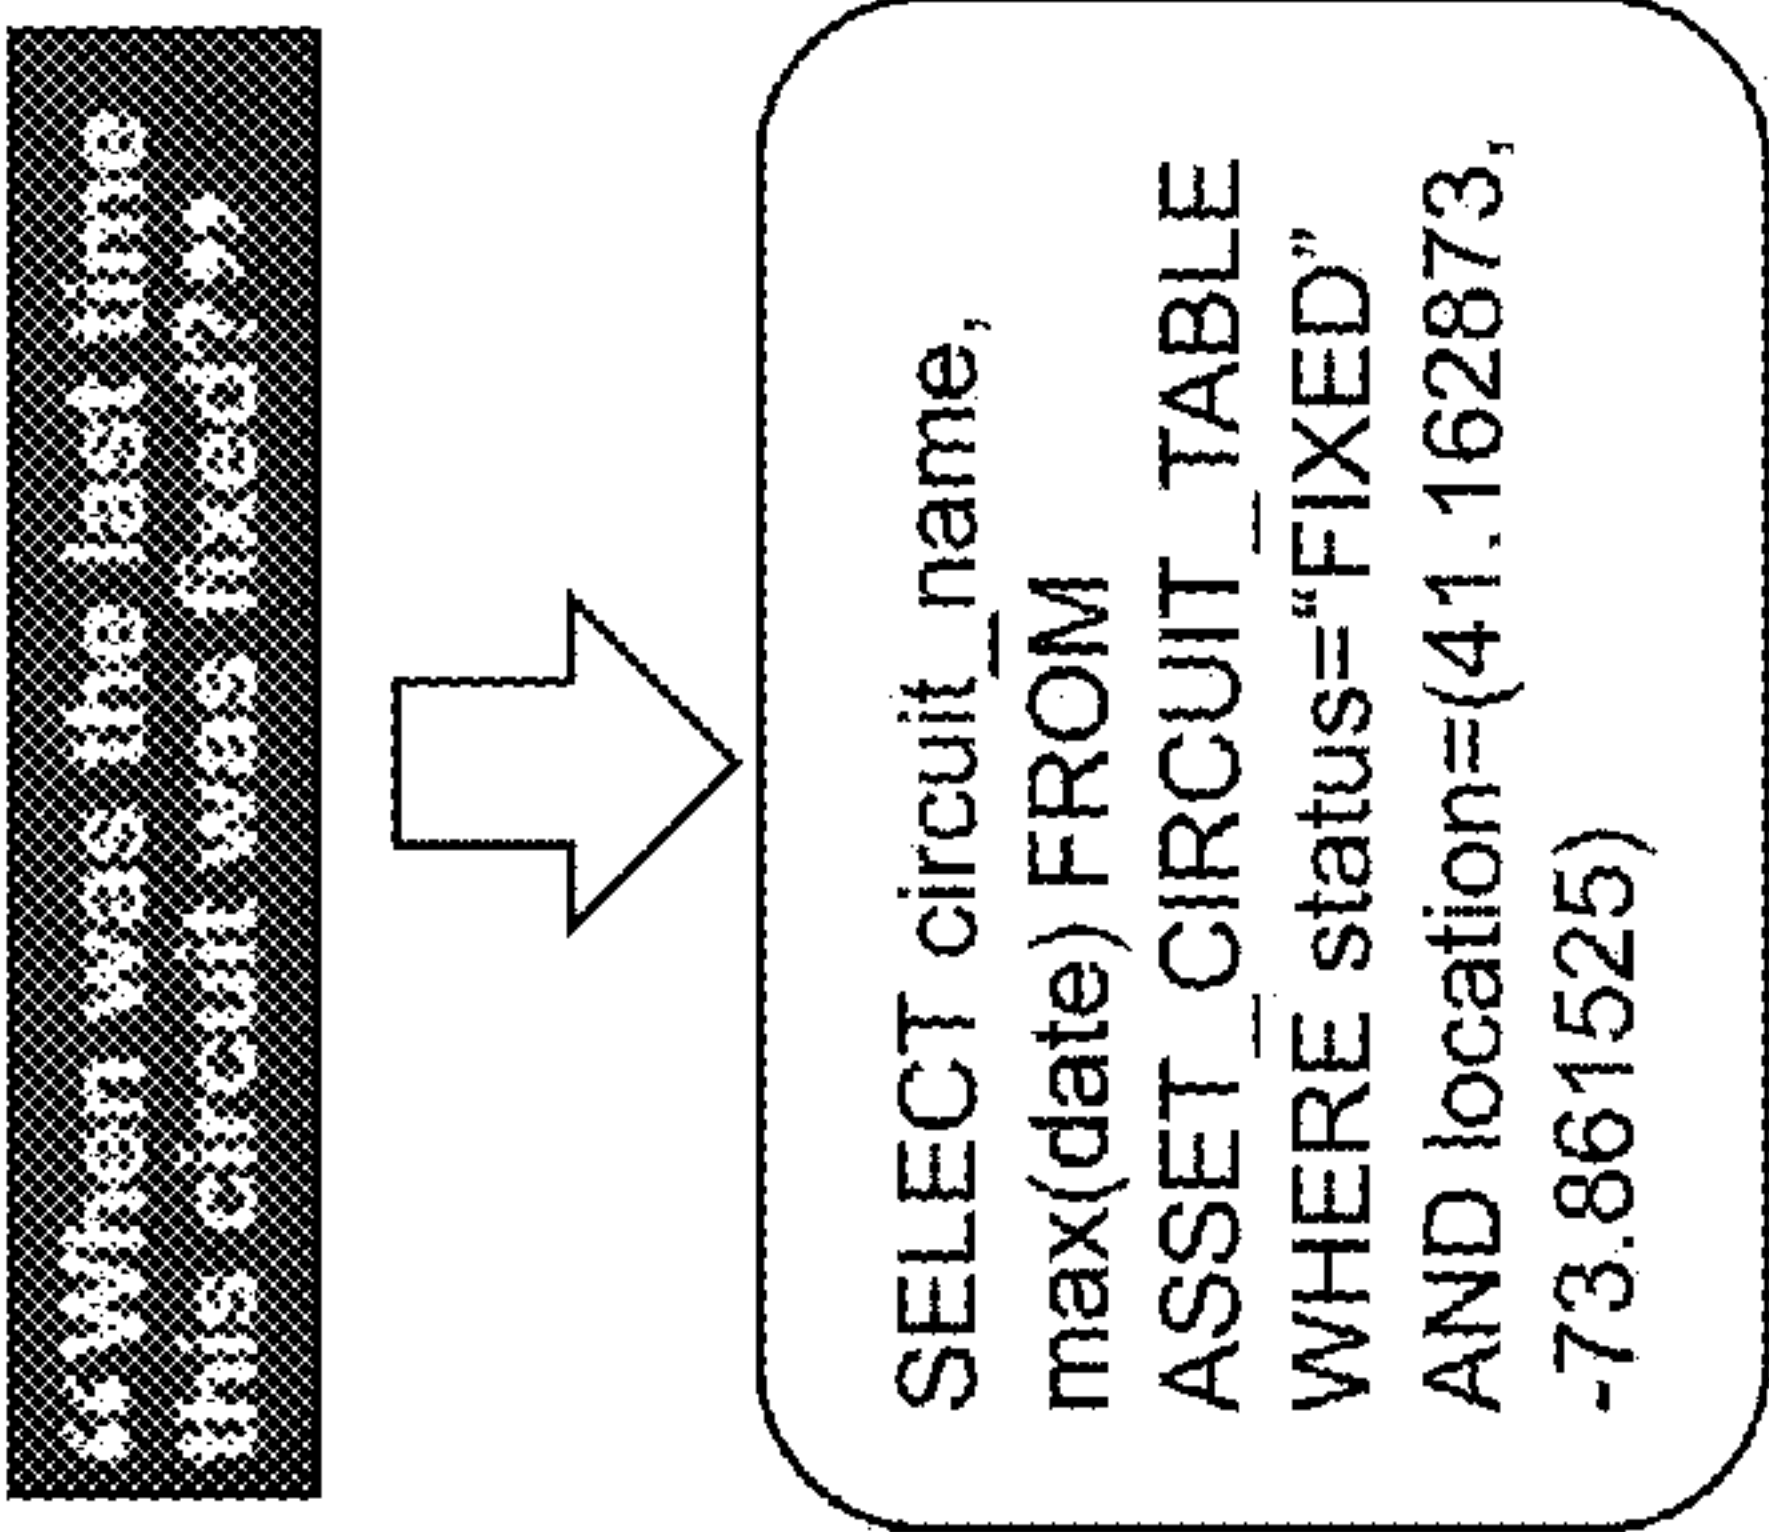 “When was the last time
this circuit was fixed?”
SELECT circuit_name,
max(date) FROM
ASSET_CIRCUIT_TABLE
WHERE status=“FIXED”
AND location=(41.162873,
-73.861525)